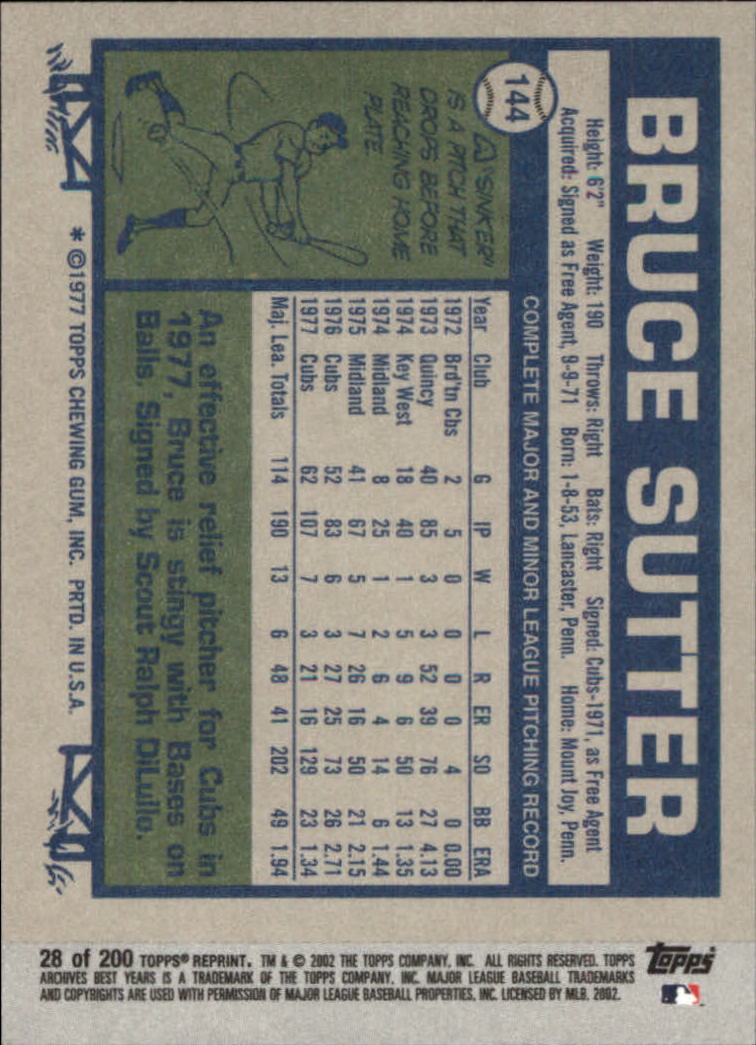 BRUCE SUTTER
Height: 6'2" Weight: 190 Throws: Right Bats: Right Signed: Cubs-1971, as Free Agent
Acquired: Signed as Free Agent, 9-9-71 Born: 1-8-53, Lancaster, Penn. Home: Mount Joy, Penn.
144
COMPLETE MAJOR AND MINOR LEAGUE PITCHING RECORD
A "SINKER"
IS A PITCH THAT
DROPS BEFORE
REACHING HOME
PLATE.
Year Club G IP W L R ER SO BB ERA
1972 Brd'tn Cbs 2 5 0 0 0 0 4 0 0.00
1973 Quincy 40 85 3 3 52 39 76 27 4.13
1974 Key West 18 40 1 5 9 6 50 13 1.35
1974 Midland 8 25 1 2 6 4 14 6 1.44
1975 Midland 41 67 5 7 26 16 50 21 2.15
1976 Cubs 52 83 6 3 27 25 73 26 2.71
1977 Cubs 62 107 7 3 21 16 129 23 1.34
Maj. Lea. Totals 114 190 13 6 48 41 202 49 1.94
An effective relief pitcher for Cubs in
1977, Bruce is stingy with Bases on
Balls. Signed by Scout Ralph DiLullo.
* ©1977 TOPPS CHEWING GUM, INC. PRTD. IN U.S.A.
28 of 200 TOPPS® REPRINT. TM & © 2002 THE TOPPS COMPANY, INC. ALL RIGHTS RESERVED. TOPPS
ARCHIVES BEST YEARS IS A TRADEMARK OF THE TOPPS COMPANY, INC. MAJOR LEAGUE BASEBALL TRADEMARKS
AND COPYRIGHTS ARE USED WITH PERMISSION OF MAJOR LEAGUE BASEBALL PROPERTIES, INC. LICENSED BY MLB. 2002.
Topps